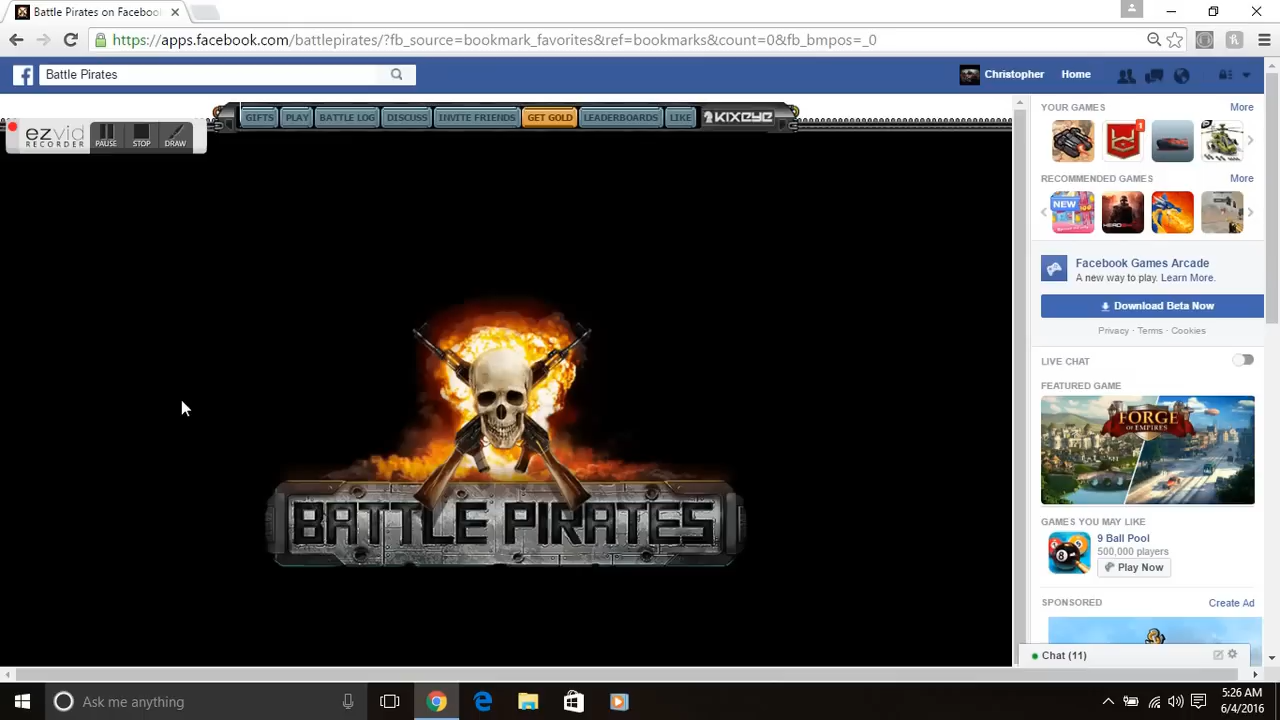 Battle Pirates on Faceboo
https://apps.facebook.com/battlepirates/?fb_source=bookmark_favorites&ref=bookmarks&count=0&fb_bmpos=_0
Battle Pirates
Christopher
Home
GIFTS
PLAY
BATTLE LOG
DISCUSS
INVITE FRIENDS
GET GOLD
LEADERBOARDS
LIKE
KIXEYE
ezvid
RECORDER
PAUSE
STOP
DRAW
BATTLE PIRATES
YOUR GAMES
More
1
RECOMMENDED GAMES
More
NEW
Facebook Games Arcade
A new way to play. Learn More.
Download Beta Now
Privacy · Terms · Cookies
LIVE CHAT
FEATURED GAME
FORGE
OF EMPIRES
GAMES YOU MAY LIKE
9 Ball Pool
500,000 players
Play Now
SPONSORED
Create Ad
Chat (11)
Ask me anything
5:26 AM
6/4/2016